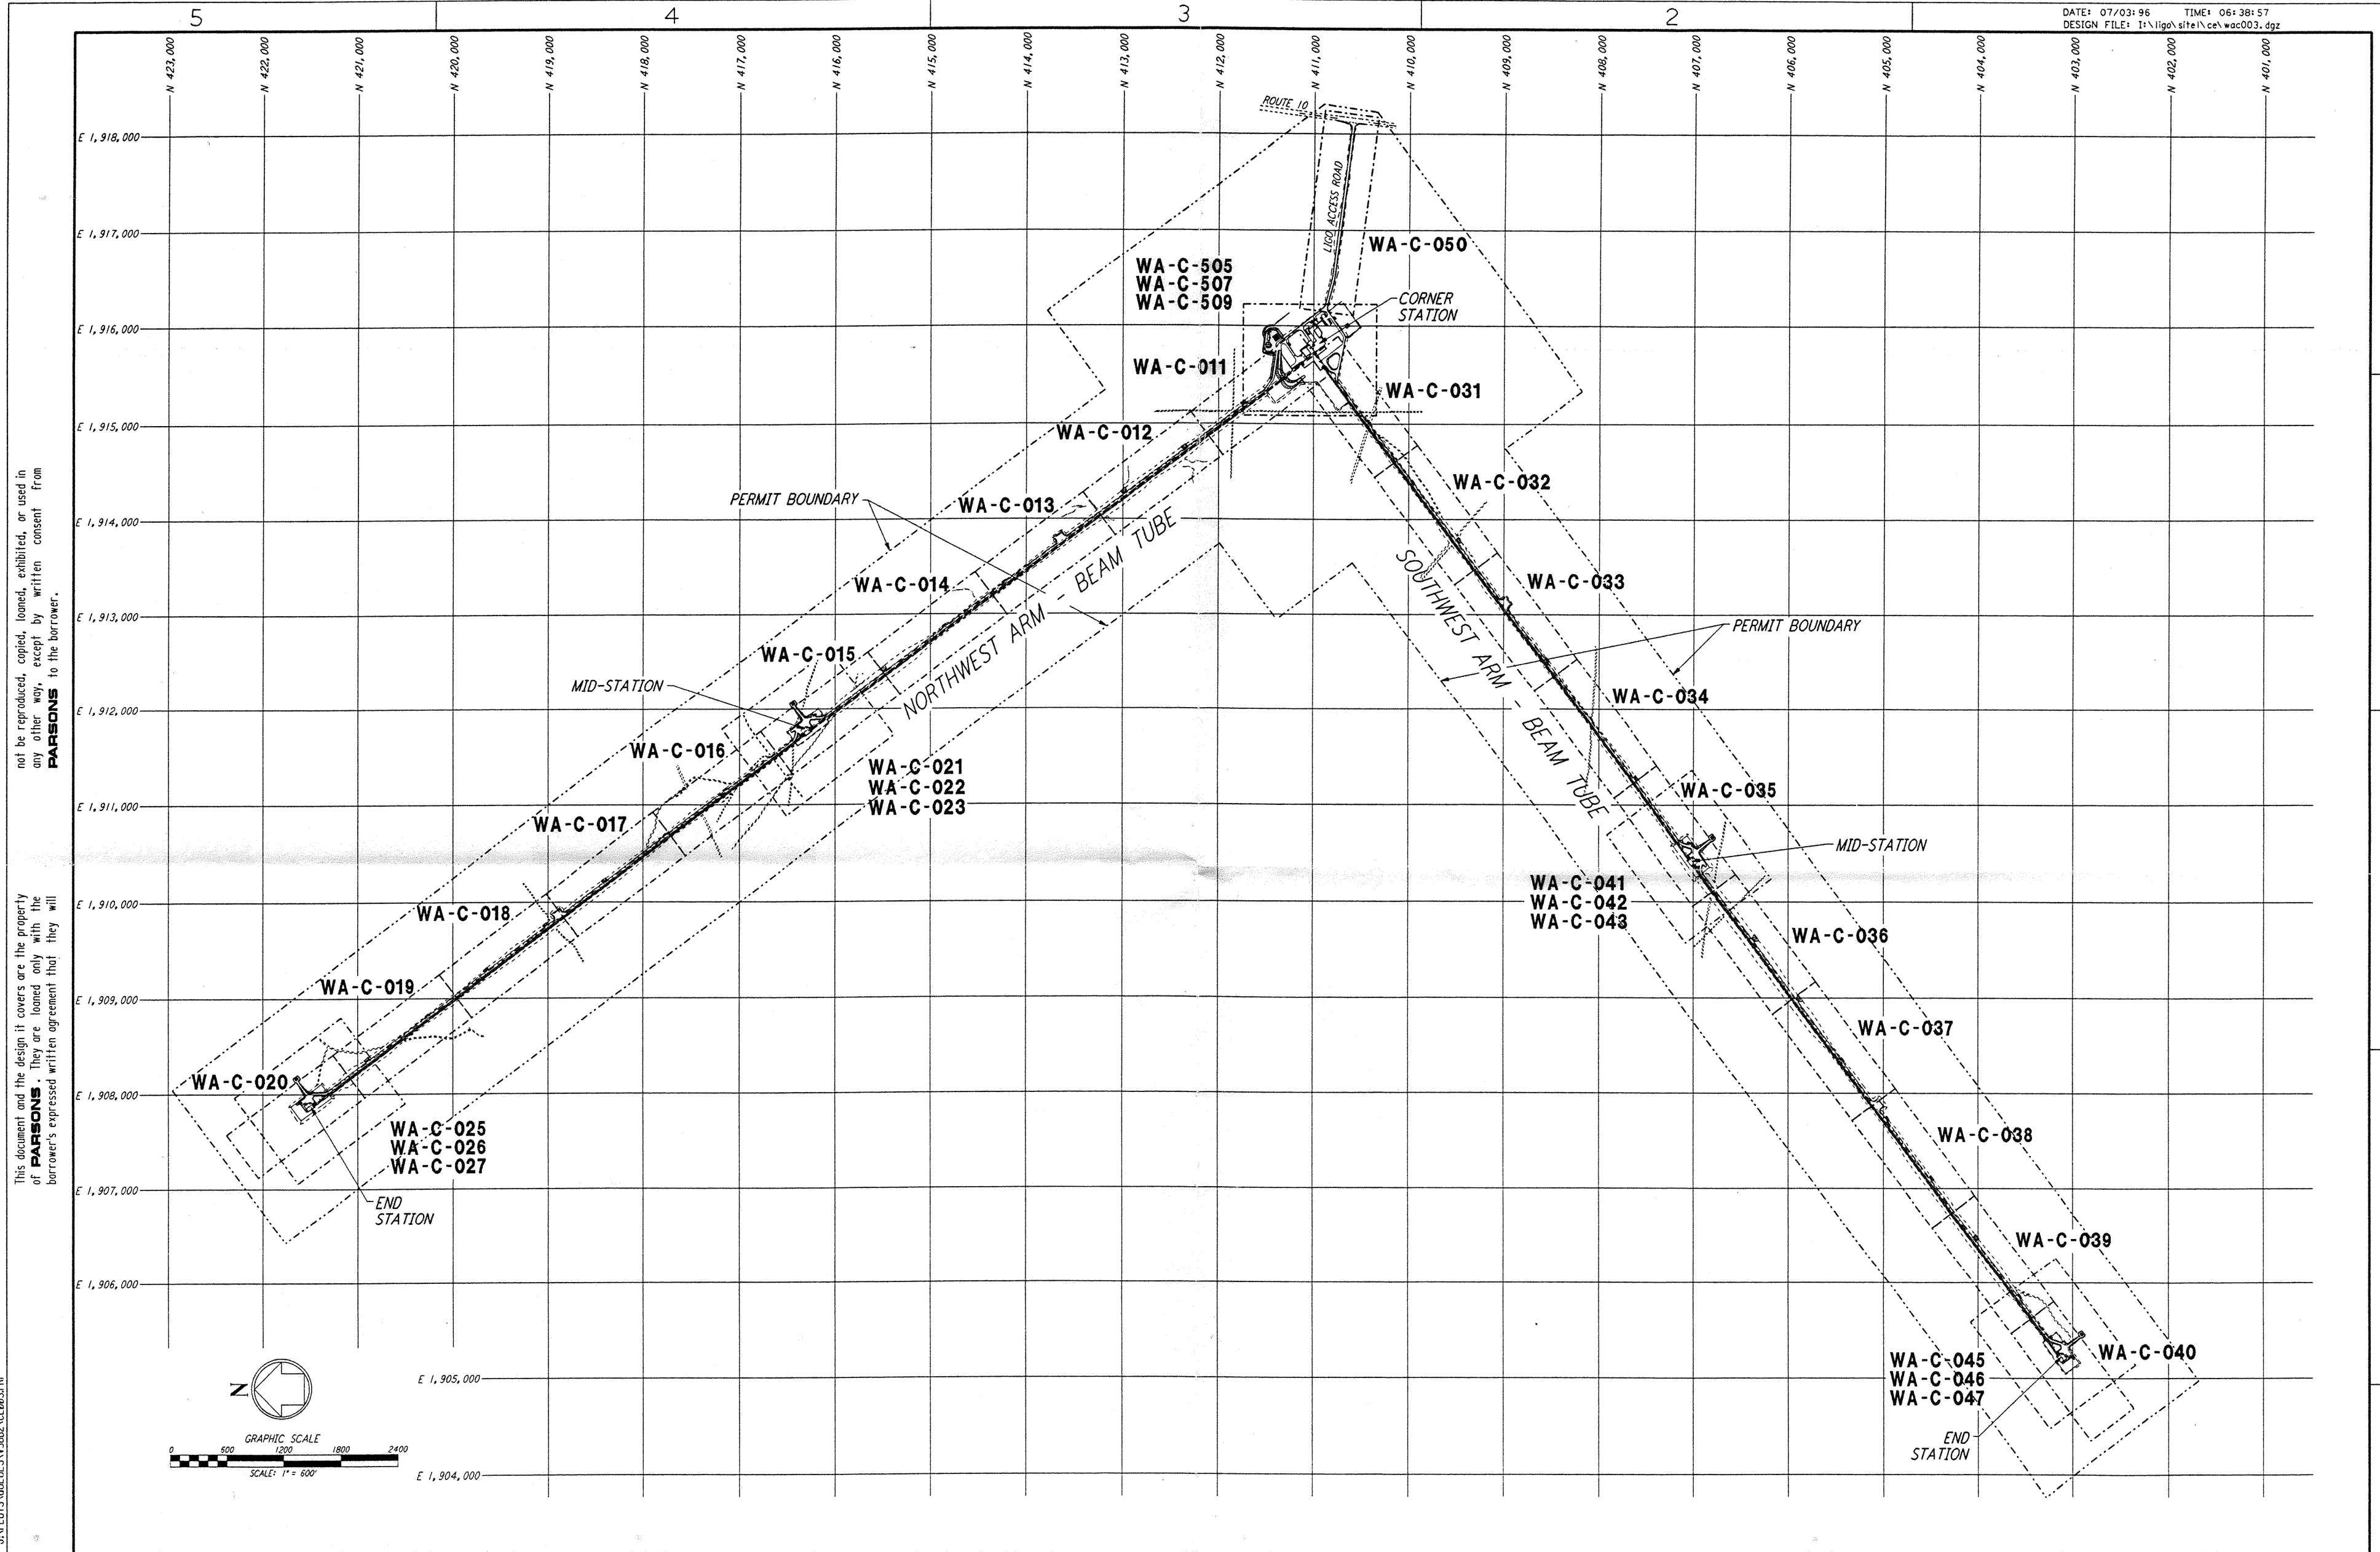 5
4
3
2
DATE: 07/03:96 TIME: 06:38:57
DESIGN FILE: I:\ligo\site1\ce\wac003.dgz
N 423,000
N 422,000
N 421,000
N 420,000
N 419,000
N 418,000
N 417,000
N 416,000
N 415,000
N 414,000
N 413,000
N 412,000
N 411,000
N 410,000
N 409,000
N 408,000
N 407,000
N 406,000
N 405,000
N 404,000
N 403,000
N 402,000
N 401,000
E 1,918,000
E 1,917,000
E 1,916,000
E 1,915,000
E 1,914,000
E 1,913,000
E 1,912,000
E 1,911,000
E 1,910,000
E 1,909,000
E 1,908,000
E 1,907,000
E 1,906,000
E 1,905,000
E 1,904,000
ROUTE 10
LIGO ACCESS ROAD
WA-C-050
WA-C-505
WA-C-507
WA-C-509
CORNER
STATION
WA-C-011
WA-C-031
WA-C-012
WA-C-032
PERMIT BOUNDARY
WA-C-013
NORTHWEST ARM - BEAM TUBE
SOUTHWEST ARM - BEAM TUBE
WA-C-014
WA-C-033
PERMIT BOUNDARY
WA-C-015
MID-STATION
WA-C-034
WA-C-016
WA-C-021
WA-C-022
WA-C-023
WA-C-035
WA-C-017
MID-STATION
WA-C-041
WA-C-042
WA-C-043
WA-C-018
WA-C-036
WA-C-019
WA-C-037
WA-C-020
WA-C-025
WA-C-026
WA-C-027
WA-C-038
END
STATION
WA-C-039
WA-C-040
WA-C-045
WA-C-046
WA-C-047
END
STATION
N
GRAPHIC SCALE
0 600 1200 1800 2400
SCALE: 1" = 600'
This document and the design it covers are the property
of PARSONS. They are loaned only with the
borrower's expressed written agreement that they will
not be reproduced, copied, loaned, exhibited, or used in
any other way, except by written consent from
PARSONS to the borrower.